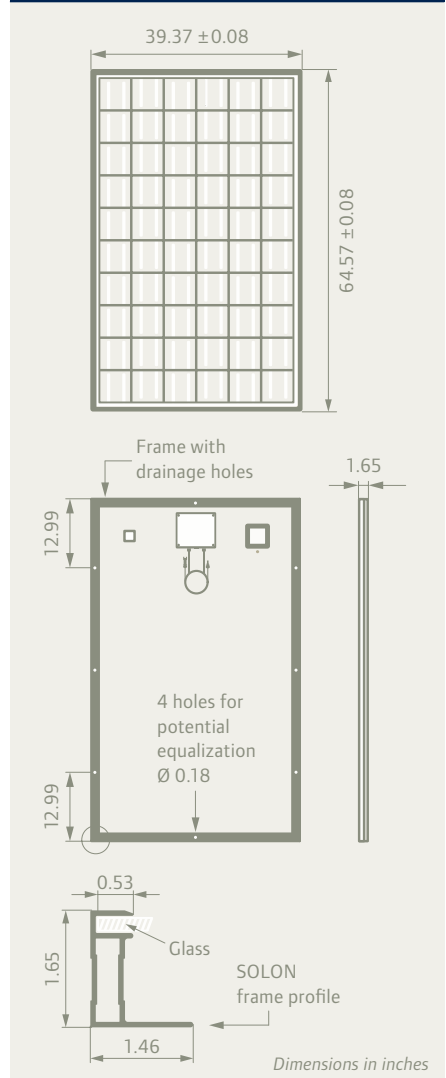 39.37 ±0.08
64.57 ±0.08
Frame with
drainage holes
1.65
12.99
4 holes for
potential
equalization
Ø 0.18
12.99
0.53
Glass
1.65
SOLON
frame profile
1.46
Dimensions in inches